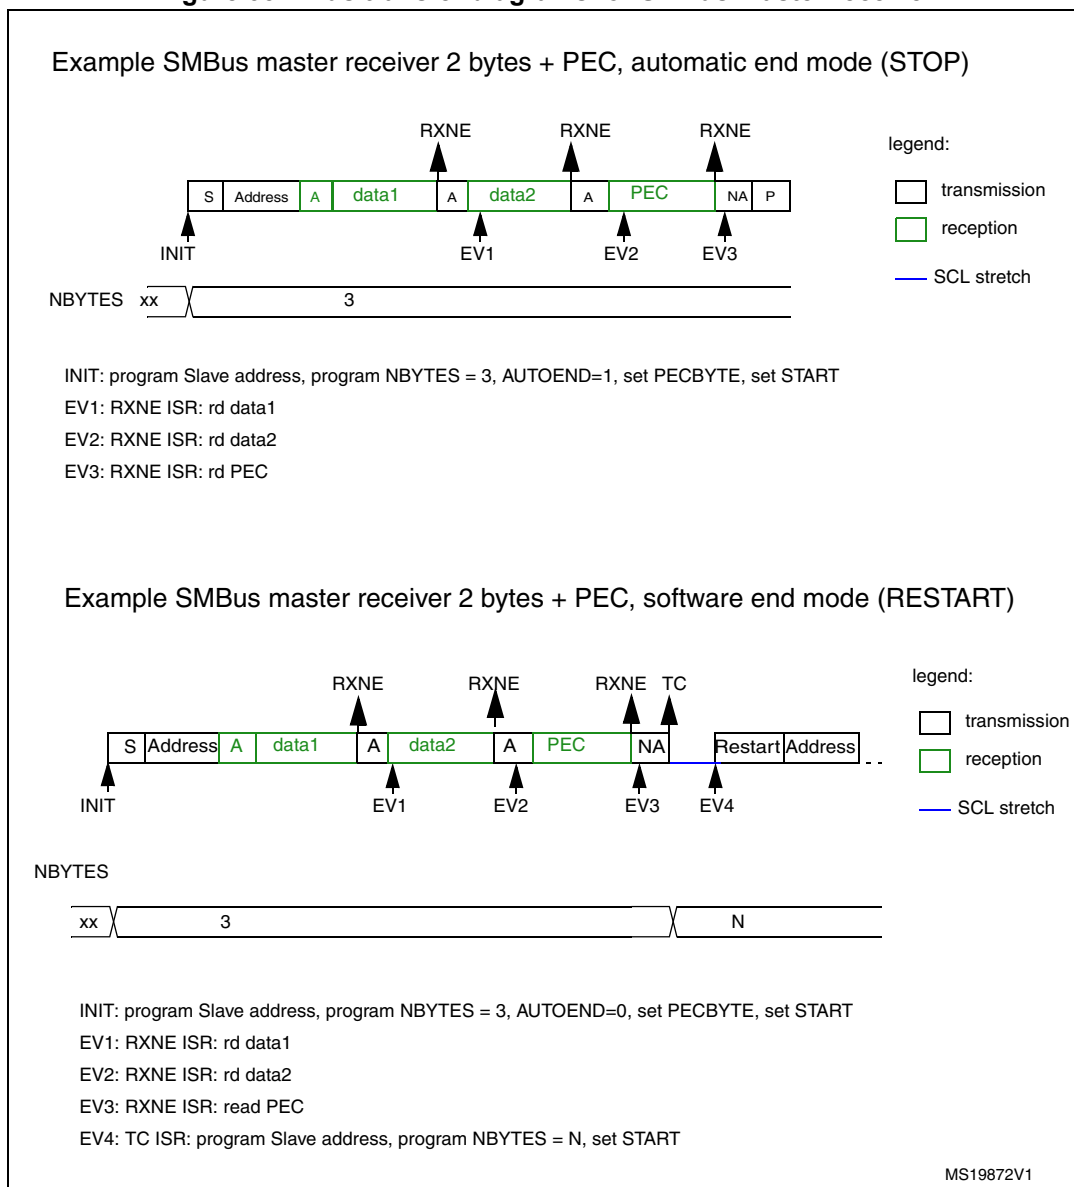 Example SMBus master receiver 2 bytes + PEC, automatic end mode (STOP)
RXNE RXNE RXNE
legend:
S Address A data1 A data2 A PEC NA P
transmission
reception
INIT EV1 EV2 EV3
SCL stretch
NBYTES xx 3
INIT: program Slave address, program NBYTES = 3, AUTOEND=1, set PECBYTE, set START
EV1: RXNE ISR: rd data1
EV2: RXNE ISR: rd data2
EV3: RXNE ISR: rd PEC
Example SMBus master receiver 2 bytes + PEC, software end mode (RESTART)
RXNE RXNE RXNE TC
legend:
transmission
S Address A data1 A data2 A PEC NA Restart Address
reception
INIT EV1 EV2 EV3 EV4
SCL stretch
NBYTES
xx 3 N
INIT: program Slave address, program NBYTES = 3, AUTOEND=0, set PECBYTE, set START
EV1: RXNE ISR: rd data1
EV2: RXNE ISR: rd data2
EV3: RXNE ISR: read PEC
EV4: TC ISR: program Slave address, program NBYTES = N, set START
MS19872V1